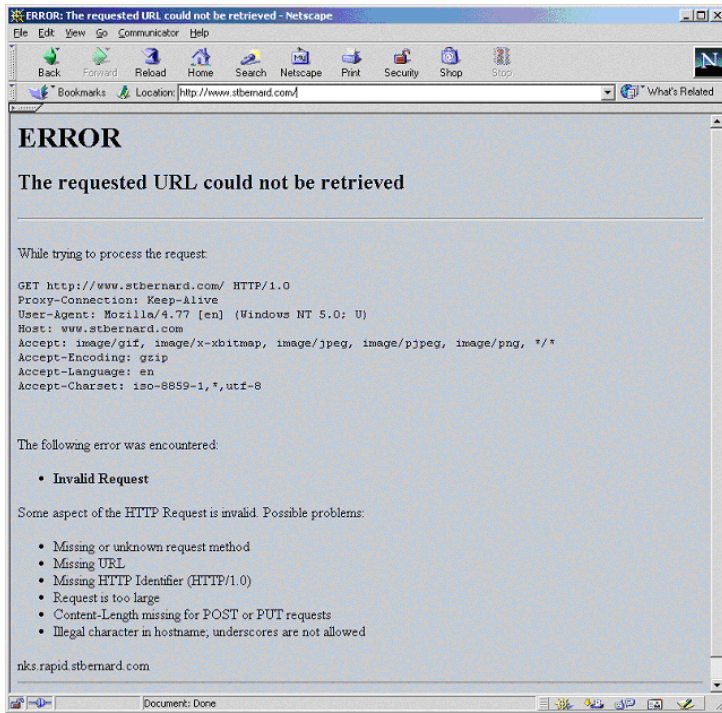 ERROR: The requested URL could not be retrieved - Netscape
File Edit View Go Communicator Help
Back Forward Reload Home Search Netscape Print Security Shop Stop
N
Bookmarks Location: http://www.stbernard.com/ What's Related
ERROR
The requested URL could not be retrieved
While trying to process the request:
GET http://www.stbernard.com/ HTTP/1.0
Proxy-Connection: Keep-Alive
User-Agent: Mozilla/4.77 [en] (Windows NT 5.0; U)
Host: www.stbernard.com
Accept: image/gif, image/x-xbitmap, image/jpeg, image/pjpeg, image/png, */*
Accept-Encoding: gzip
Accept-Language: en
Accept-Charset: iso-8859-1,*,utf-8
The following error was encountered:
• Invalid Request
Some aspect of the HTTP Request is invalid. Possible problems:
• Missing or unknown request method
• Missing URL
• Missing HTTP Identifier (HTTP/1.0)
• Request is too large
• Content-Length missing for POST or PUT requests
• Illegal character in hostname; underscores are not allowed
nks.rapid.stbernard.com
Document: Done